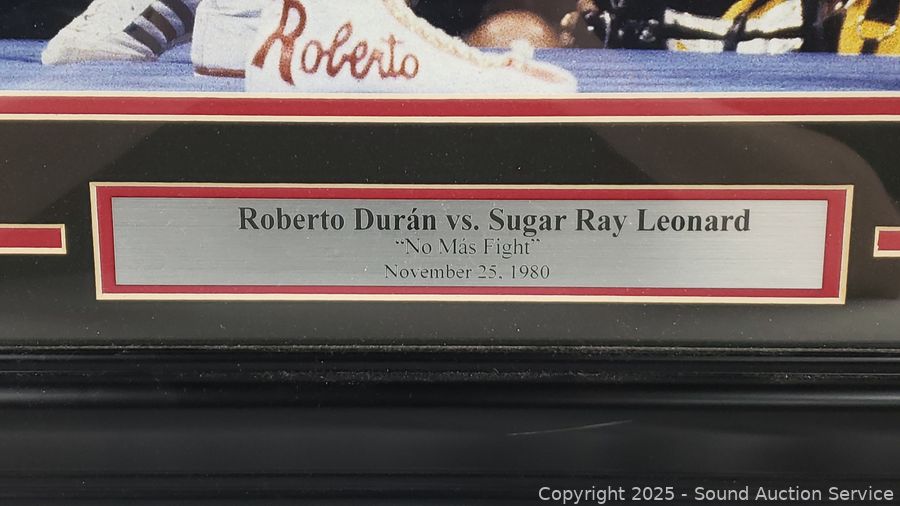 Roberto
Roberto Durán vs. Sugar Ray Leonard
“No Más Fight”
November 25, 1980
Copyright 2025 - Sound Auction Service